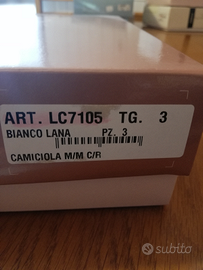 ART. LC7105 TG. 3
BIANCO LANA PZ. 3
CAMICIOLA M/M C/R
subito